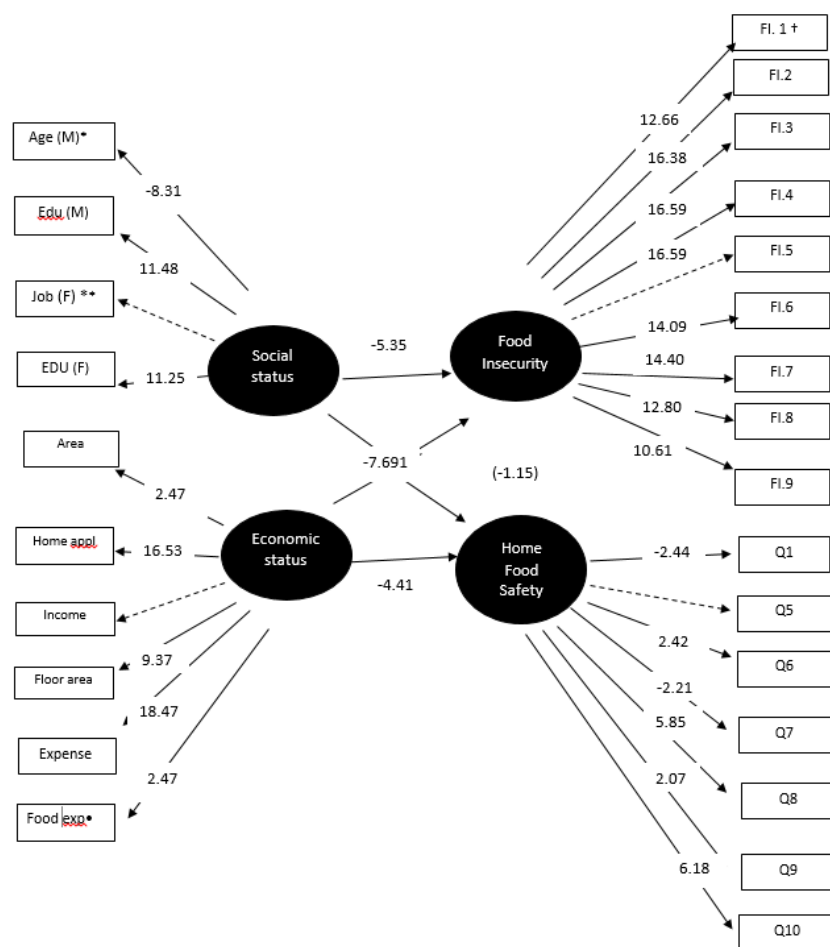 FI. 1 †
FI.2
12.66
Age (M)*
FI.3
16.38
-8.31
16.59
FI.4
Edu (M)
16.59
FI.5
11.48
Job (F) **
FI.6
14.09
-5.35
Food
Insecurity
Social
status
14.40
EDU (F)
11.25
FI.7
12.80
FI.8
Area
10.61
-7.691
(-1.15)
FI.9
2.47
Economic
status
Home appl
16.53
Home
Food
Safety
-2.44
Q1
-4.41
Income
Q5
2.42
9.37
Q6
Floor area
-2.21
18.47
5.85
Q7
Expense
2.47
2.07
Q8
Food exp•
6.18
Q9
Q10